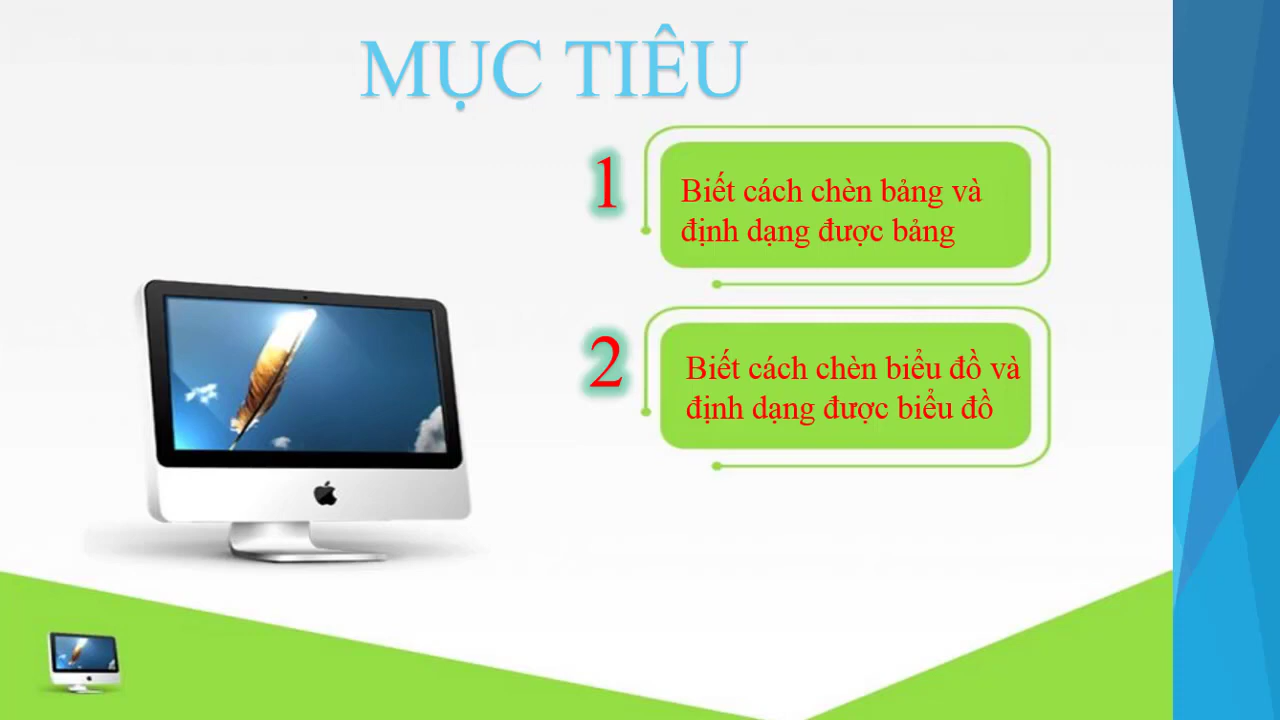 MỤC TIÊU
1
Biết cách chèn bảng và
định dạng được bảng
2
Biết cách chèn biểu đồ và
định dạng được biểu đồ